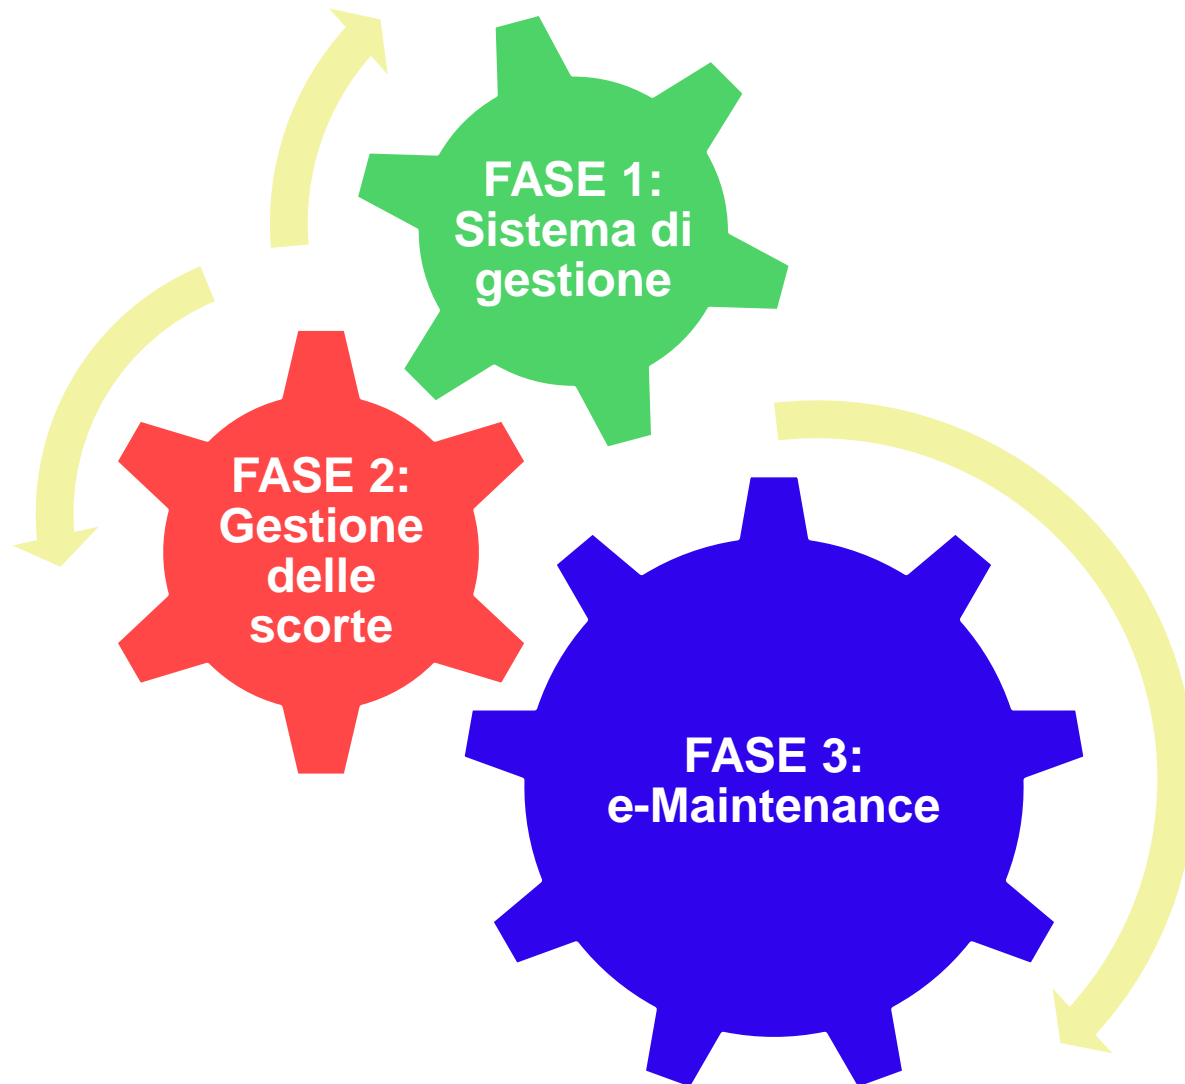 FASE 1:
Sistema di
gestione
FASE 2:
Gestione
delle
scorte
FASE 3:
e-Maintenance